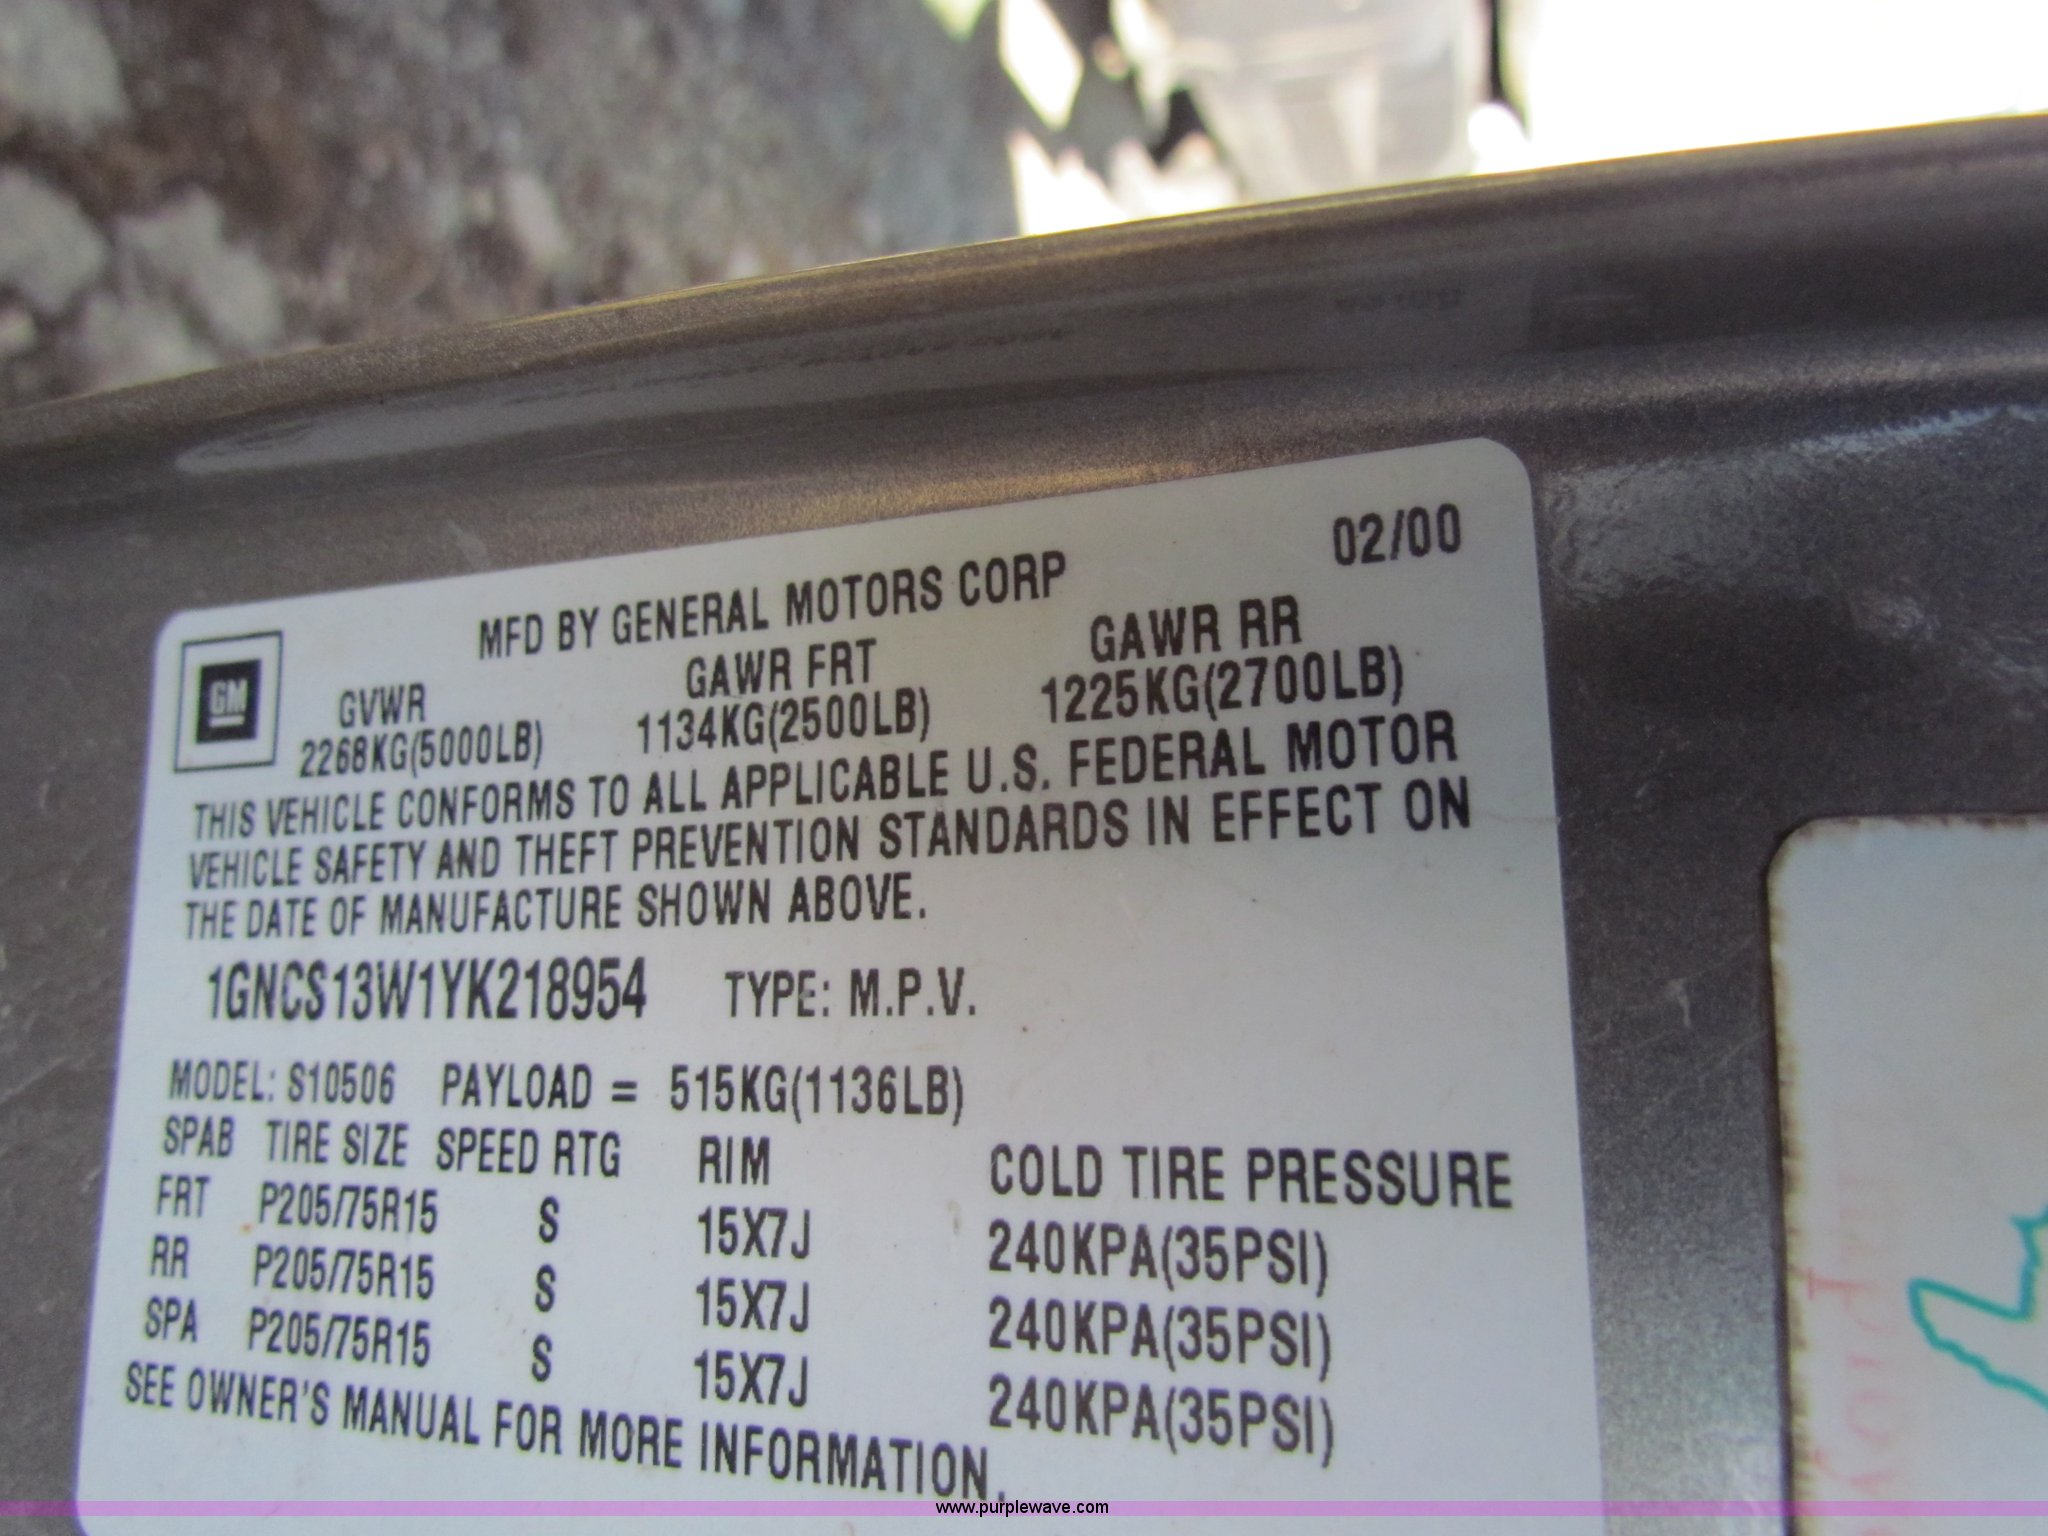 02/00
MFD BY GENERAL MOTORS CORP
GM
GVWR GAWR FRT GAWR RR
2268KG(5000LB) 1134KG(2500LB) 1225KG(2700LB)
THIS VEHICLE CONFORMS TO ALL APPLICABLE U.S. FEDERAL MOTOR
VEHICLE SAFETY AND THEFT PREVENTION STANDARDS IN EFFECT ON
THE DATE OF MANUFACTURE SHOWN ABOVE.
1GNCS13W1YK218954 TYPE: M.P.V.
MODEL: S10506 PAYLOAD = 515KG(1136LB)
SPAB TIRE SIZE SPEED RTG RIM COLD TIRE PRESSURE
FRT P205/75R15 S 15X7J 240KPA(35PSI)
RR P205/75R15 S 15X7J 240KPA(35PSI)
SPA P205/75R15 S 15X7J 240KPA(35PSI)
SEE OWNER'S MANUAL FOR MORE INFORMATION.
www.purplewave.com